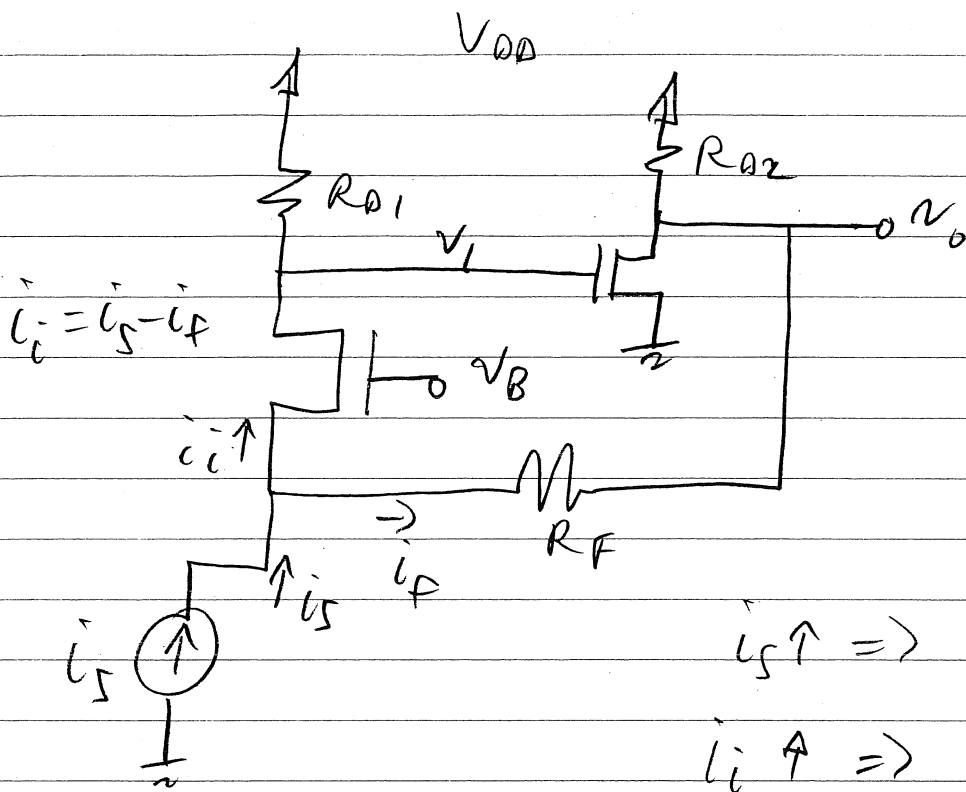 V_DD
R_D1
R_D2
v_o
v_1
i_i = i_s - i_f
v_B
i_i ↑
→
i_f
R_F
↑ i_s
i_s
i_s ↑ =>
i_i ↑ =>